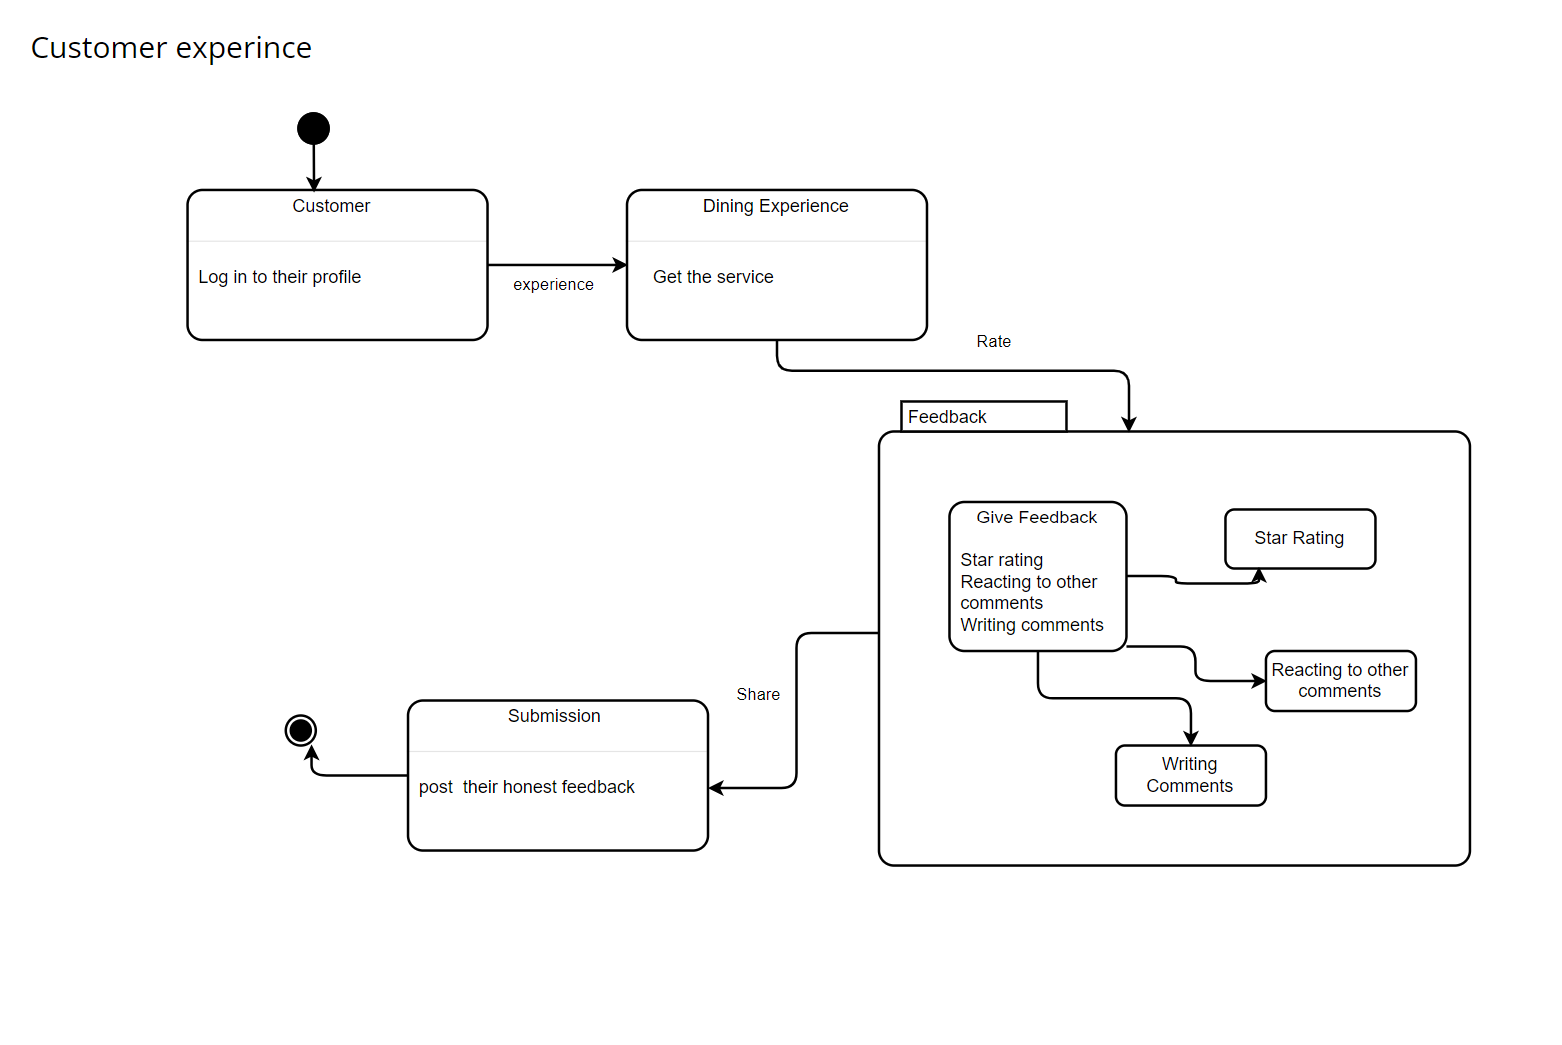 Customer experince
Customer
Log in to their profile
experience
Dining Experience
Get the service
Rate
Feedback
Give Feedback
Star rating
Reacting to other
comments
Writing comments
Star Rating
Reacting to other
comments
Writing
Comments
Share
Submission
post  their honest feedback